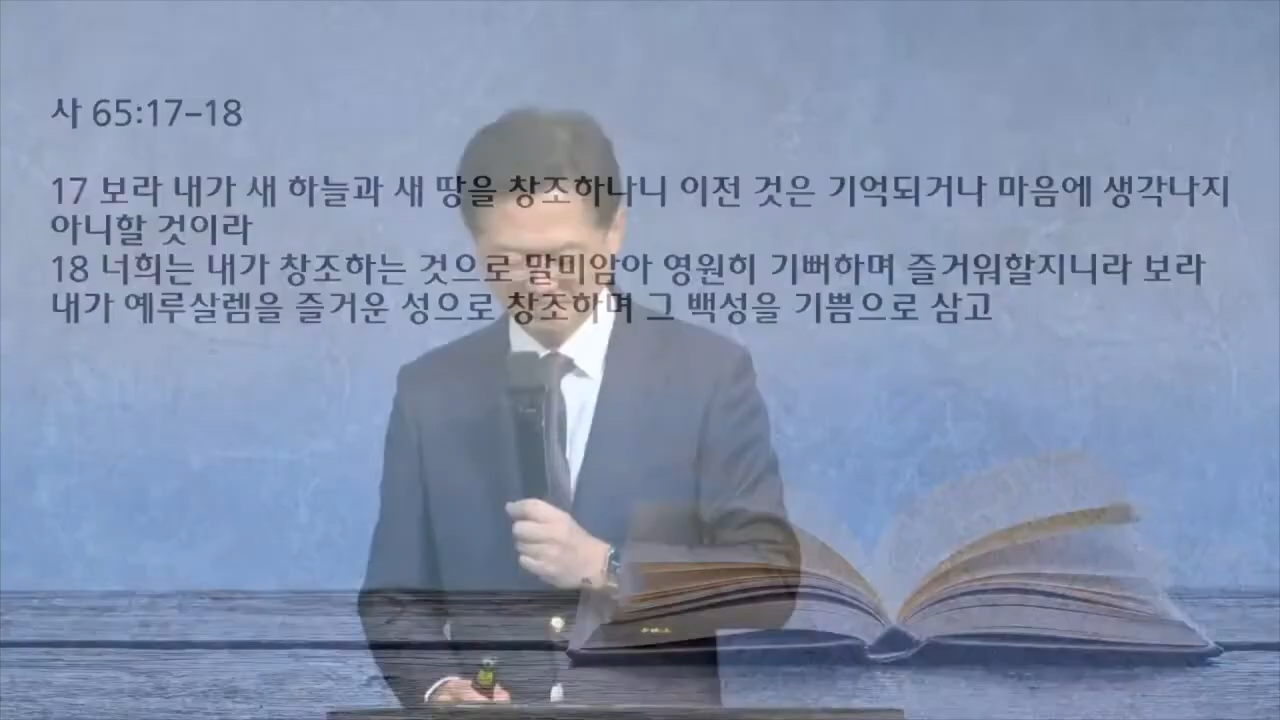 사 65:17–18
17 보라 내가 새 하늘과 새 땅을 창조하나니 이전 것은 기억되거나 마음에 생각나지
아니할 것이라
18 너희는 내가 창조하는 것으로 말미암아 영원히 기뻐하며 즐거워할지니라 보라
내가 예루살렘을 즐거운 성으로 창조하며 그 백성을 기쁨으로 삼고